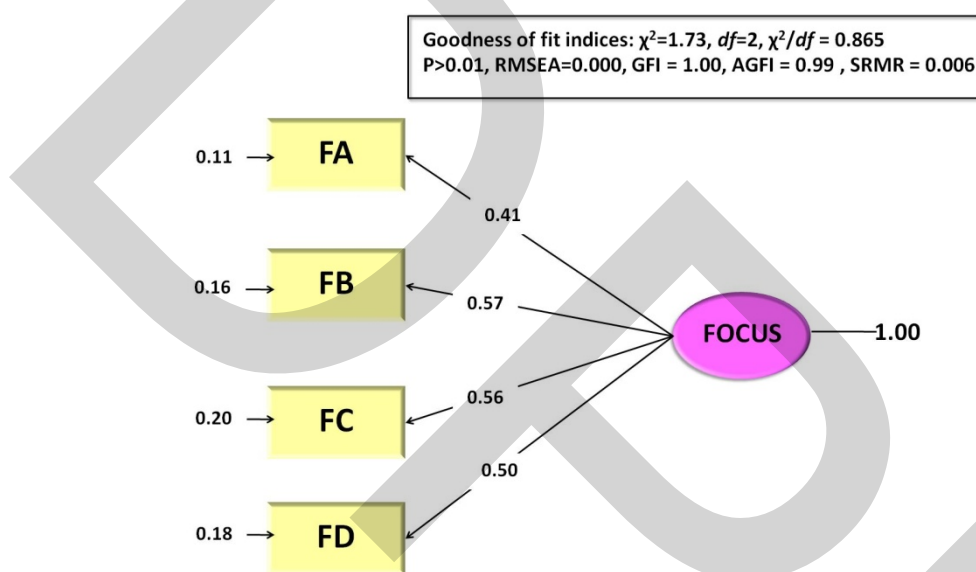 Goodness of fit indices: χ²=1.73, df=2, χ²/df = 0.865
P>0.01, RMSEA=0.000, GFI = 1.00, AGFI = 0.99 , SRMR = 0.006
0.11
FA
0.41
0.16
FB
0.57
FOCUS
1.00
0.20
FC
0.56
0.50
0.18
FD